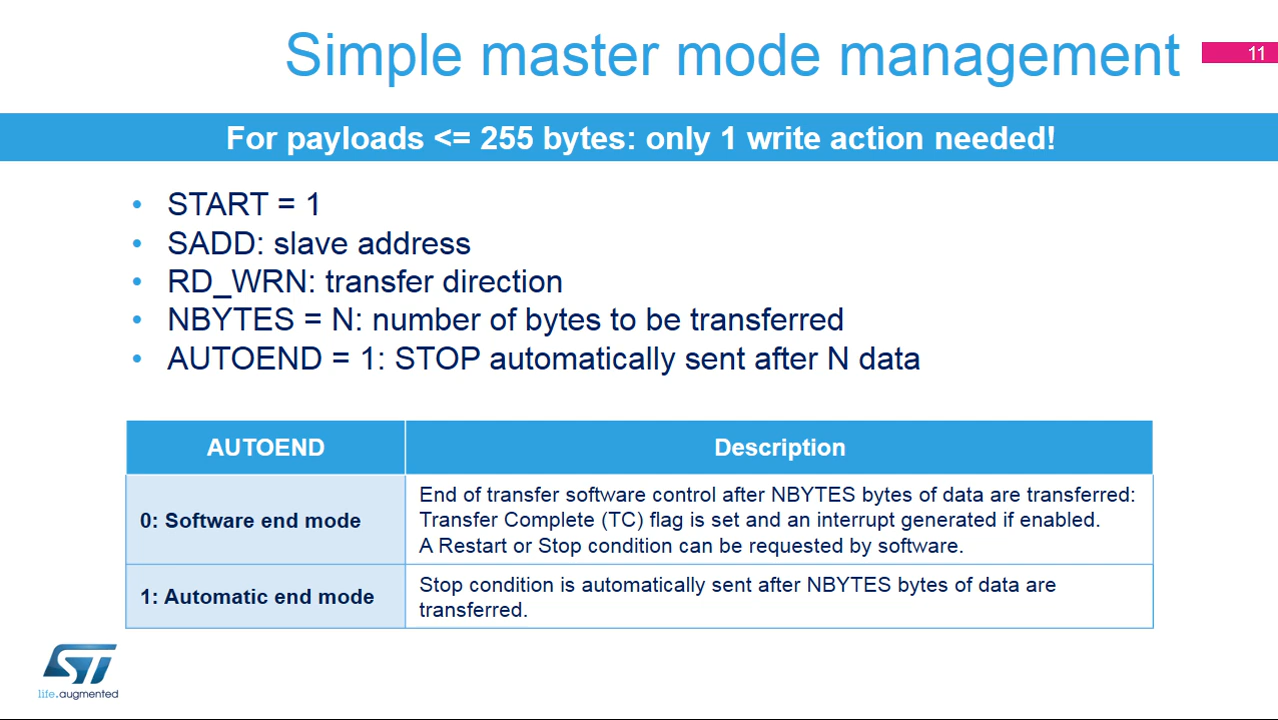 Simple master mode management
11
For payloads <= 255 bytes: only 1 write action needed!
• START = 1
• SADD: slave address
• RD_WRN: transfer direction
• NBYTES = N: number of bytes to be transferred
• AUTOEND = 1: STOP automatically sent after N data
AUTOEND
Description
0: Software end mode
End of transfer software control after NBYTES bytes of data are transferred:
Transfer Complete (TC) flag is set and an interrupt generated if enabled.
A Restart or Stop condition can be requested by software.
1: Automatic end mode
Stop condition is automatically sent after NBYTES bytes of data are
transferred.
ST
life.augmented